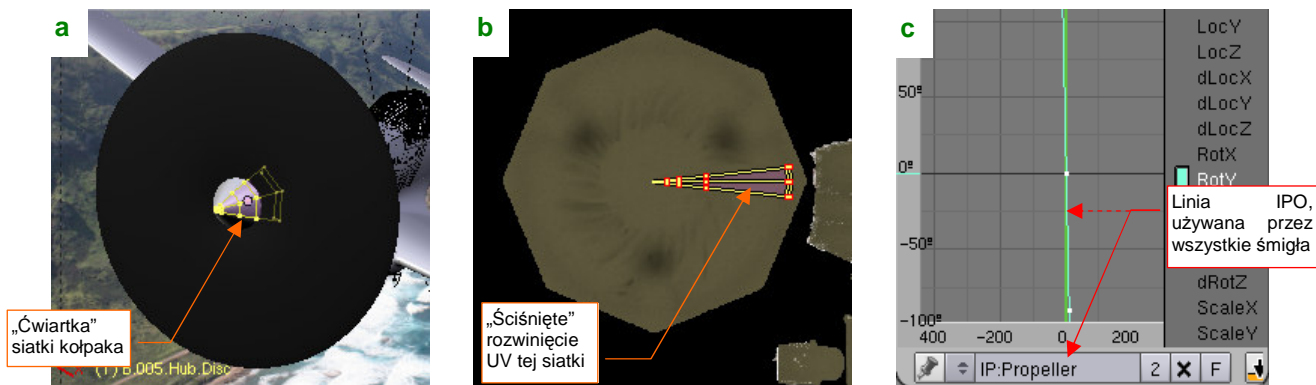 a
„Ćwiartka”
siatki kołpaka
(1) B.005.Hub.Disc
b
„Ściśnięte”
rozwinięcie
UV tej siatki
c
LocY
LocZ
dLocX
dLocY
dLocZ
RotX
RotY
dRotZ
ScaleX
ScaleY
50º
0º
-50º
-100º
400 0 200
Linia IPO,
używana przez
wszystkie śmigła
IP:Propeller 2 F